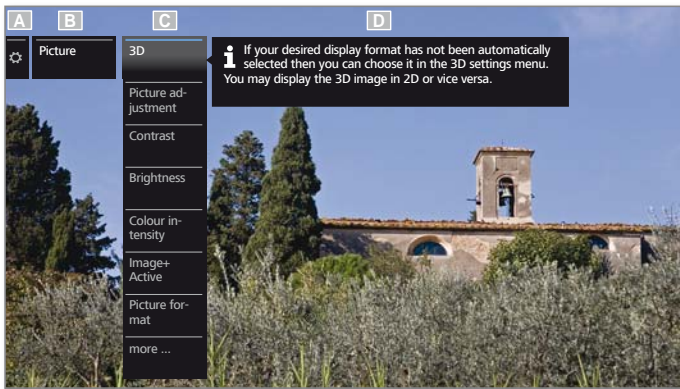 A
B
C
D
Picture
3D
If your desired display format has not been automatically
selected then you can choose it in the 3D settings menu.
You may display the 3D image in 2D or vice versa.
Picture ad-
justment
Contrast
Brightness
Colour in-
tensity
Image+
Active
Picture for-
mat
more ...